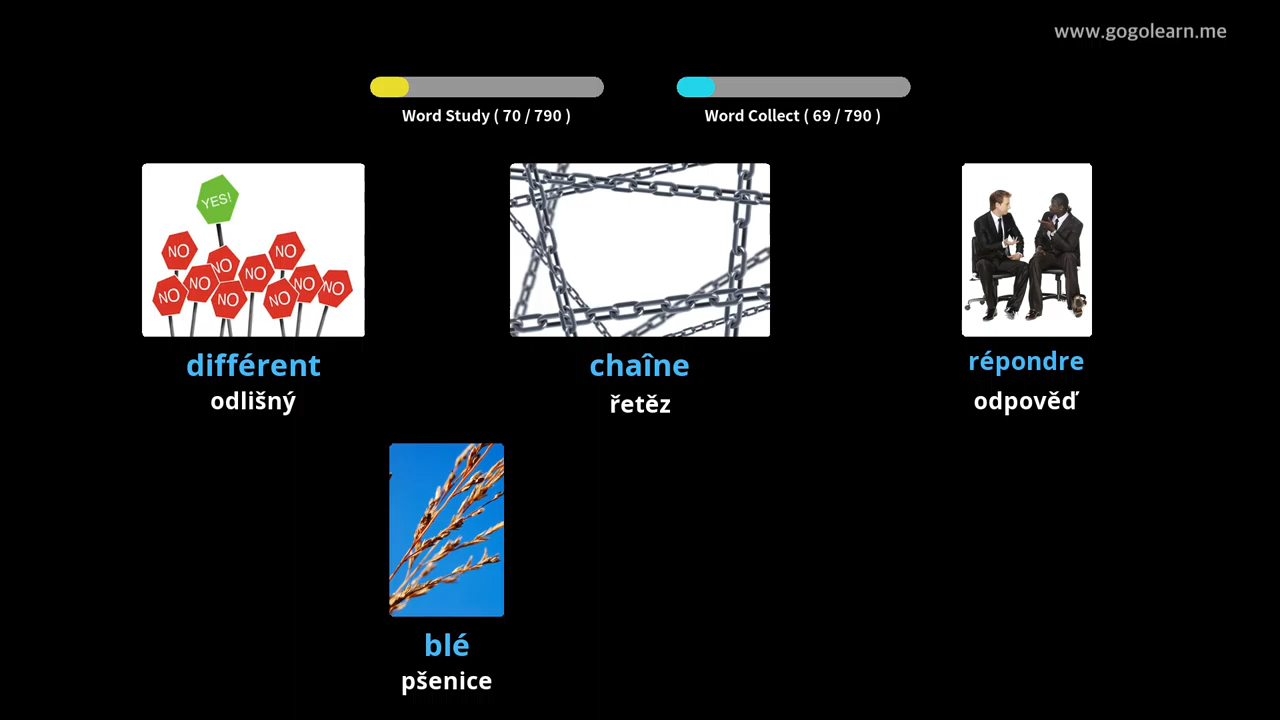 www.gogolearn.me
Word Study ( 70 / 790 )
Word Collect ( 69 / 790 )
YES!
NO
NO
NO
NO
NO
NO
NO
NO
NO
NO
différent
odlišný
chaîne
řetěz
répondre
odpověď
blé
pšenice